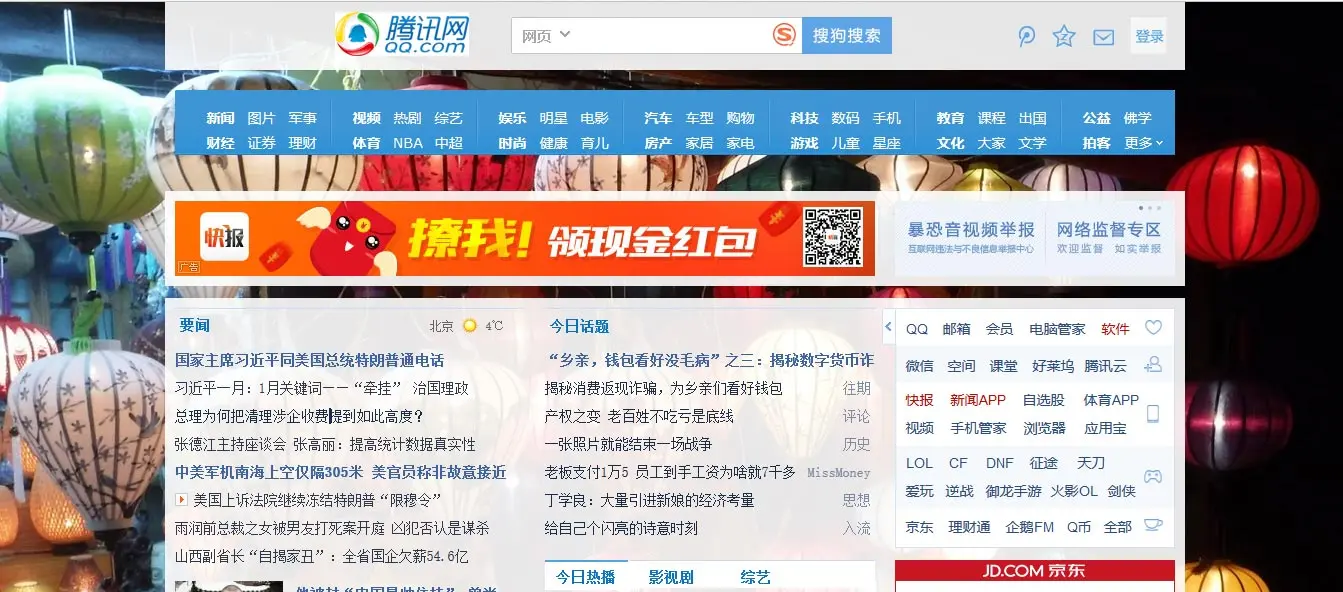 腾讯网
QQ.com
网页
搜狗搜索
登录
新闻 图片 军事 视频 热剧 综艺 娱乐 明星 电影 汽车 车型 购物 科技 数码 手机 教育 课程 出国 公益 佛学
财经 证券 理财 体育 NBA 中超 时尚 健康 育儿 房产 家居 家电 游戏 儿童 星座 文化 大家 文学 拍客 更多
快报
撩我! 领现金红包
广告
暴恐音视频举报
互联网违法与不良信息举报中心
网络监督专区
欢迎监督 如实举报
要闻
北京 4℃
国家主席习近平同美国总统特朗普通电话
习近平一月：1月关键词——“牵挂” 治国理政
总理为何把清理涉企收费提到如此高度？
张德江主持座谈会 张高丽：提高统计数据真实性
中美军机南海上空仅隔305米 美官员称非故意接近
美国上诉法院继续冻结特朗普“限穆令”
雨润前总裁之女被男友打死案开庭 凶犯否认是谋杀
山西副省长“自揭家丑”：全省国企欠薪54.6亿
今日话题
“乡亲，钱包看好没毛病”之三：揭秘数字货币诈
揭秘消费返现诈骗，为乡亲们看好钱包 往期
产权之变 老百姓不吃亏是底线 评论
一张照片就能结束一场战争 历史
老板支付1万5 员工到手工资为啥就7千多 MissMoney
丁学良：大量引进新娘的经济考量 思想
给自己个闪亮的诗意时刻 入流
今日热播 影视剧 综艺
QQ 邮箱 会员 电脑管家 软件
微信 空间 课堂 好莱坞 腾讯云
快报 新闻APP 自选股 体育APP
视频 手机管家 浏览器 应用宝
LOL CF DNF 征途 天刀
爱玩 逆战 御龙手游 火影OL 剑侠
京东 理财通 企鹅FM Q币 全部
JD.COM 京东